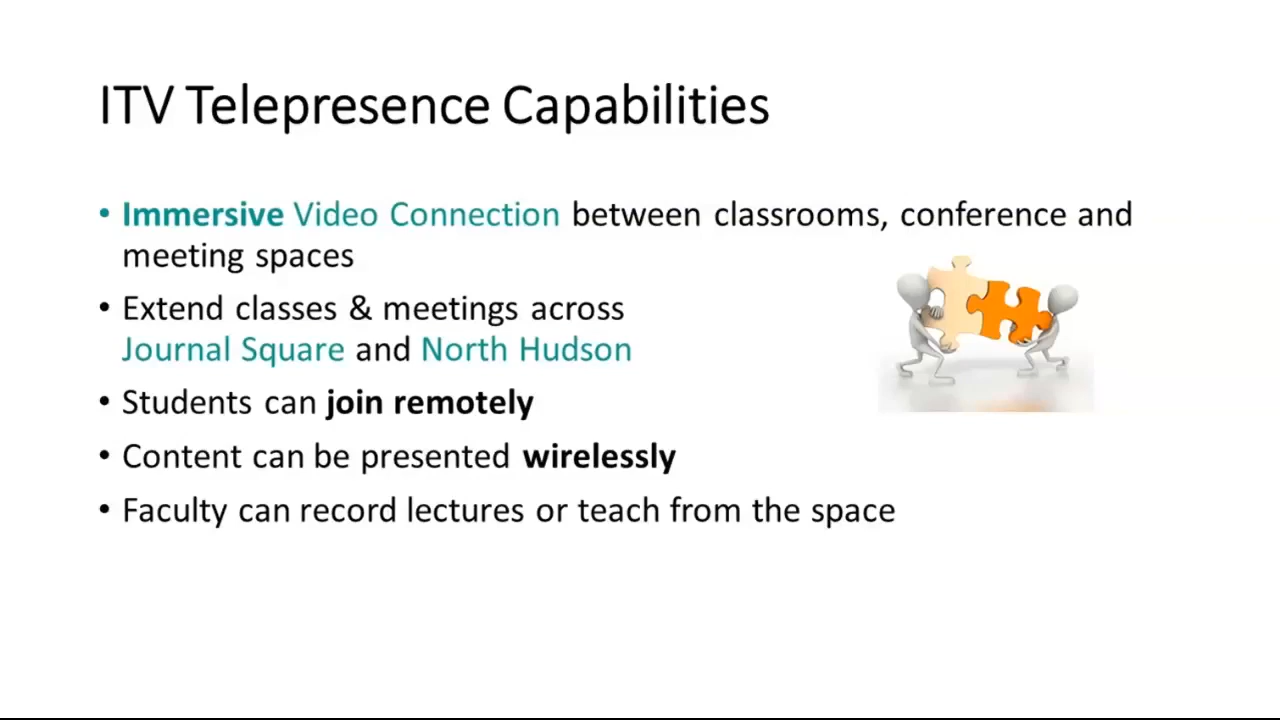 ITV Telepresence Capabilities
• Immersive Video Connection between classrooms, conference and
meeting spaces
• Extend classes & meetings across
Journal Square and North Hudson
• Students can join remotely
• Content can be presented wirelessly
• Faculty can record lectures or teach from the space